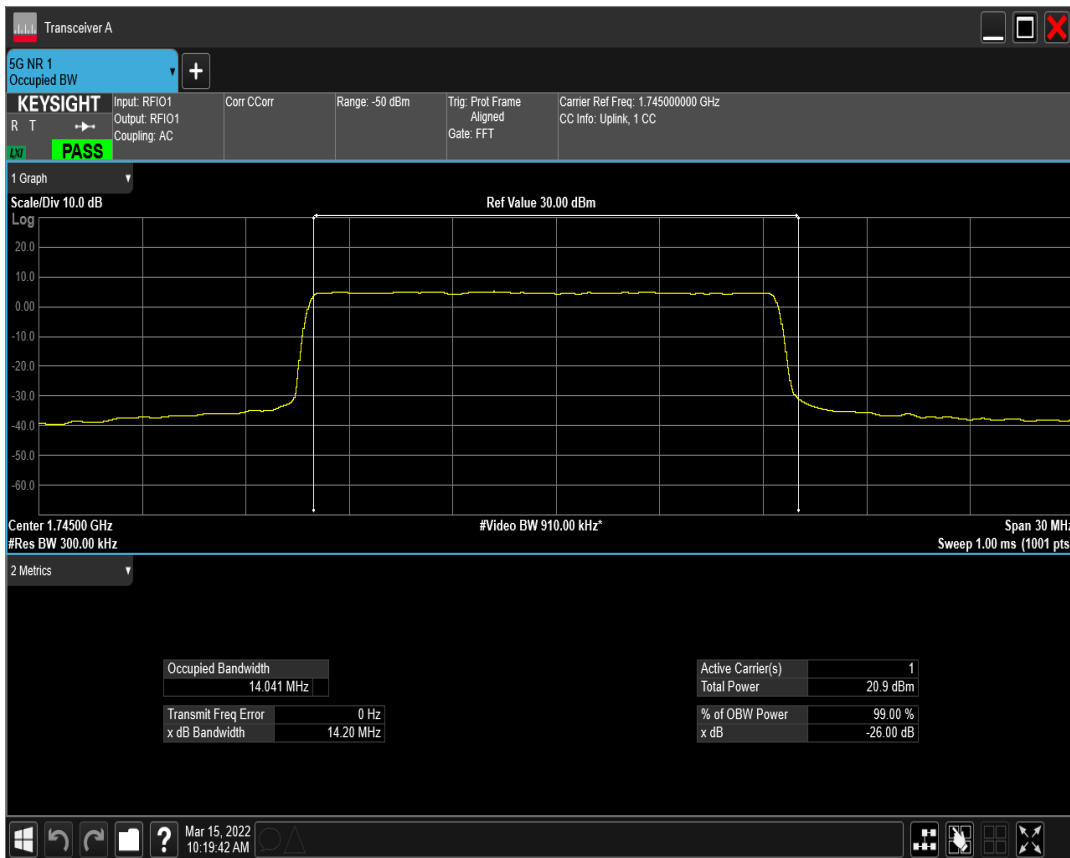 Transceiver A
5G NR 1
Occupied BW
+
KEYSIGHT
R T
LXI PASS
Input: RFIO1
Output: RFIO1
Coupling: AC
Corr CCorr
Range: -50 dBm
Trig: Prot Frame
Aligned
Gate: FFT
Carrier Ref Freq: 1.745000000 GHz
CC Info: Uplink, 1 CC
1 Graph
Scale/Div 10.0 dB
Ref Value 30.00 dBm
Log
20.0
10.0
0.00
-10.0
-20.0
-30.0
-40.0
-50.0
-60.0
Center 1.74500 GHz
#Video BW 910.00 kHz*
Span 30 MHz
#Res BW 300.00 kHz
Sweep 1.00 ms (1001 pts
2 Metrics
Occupied Bandwidth
14.041 MHz
Transmit Freq Error 0 Hz
x dB Bandwidth 14.20 MHz
Active Carrier(s) 1
Total Power 20.9 dBm
% of OBW Power 99.00 %
x dB -26.00 dB
?
Mar 15, 2022
10:19:42 AM